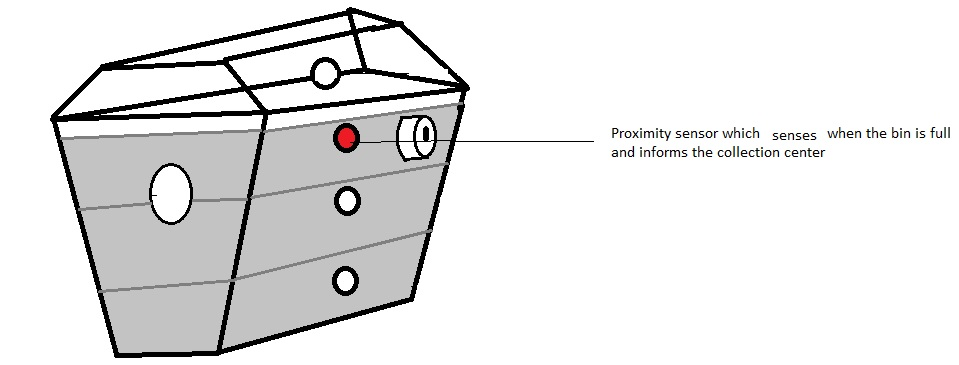 Proximity sensor which senses when the bin is full
and informs the collection center